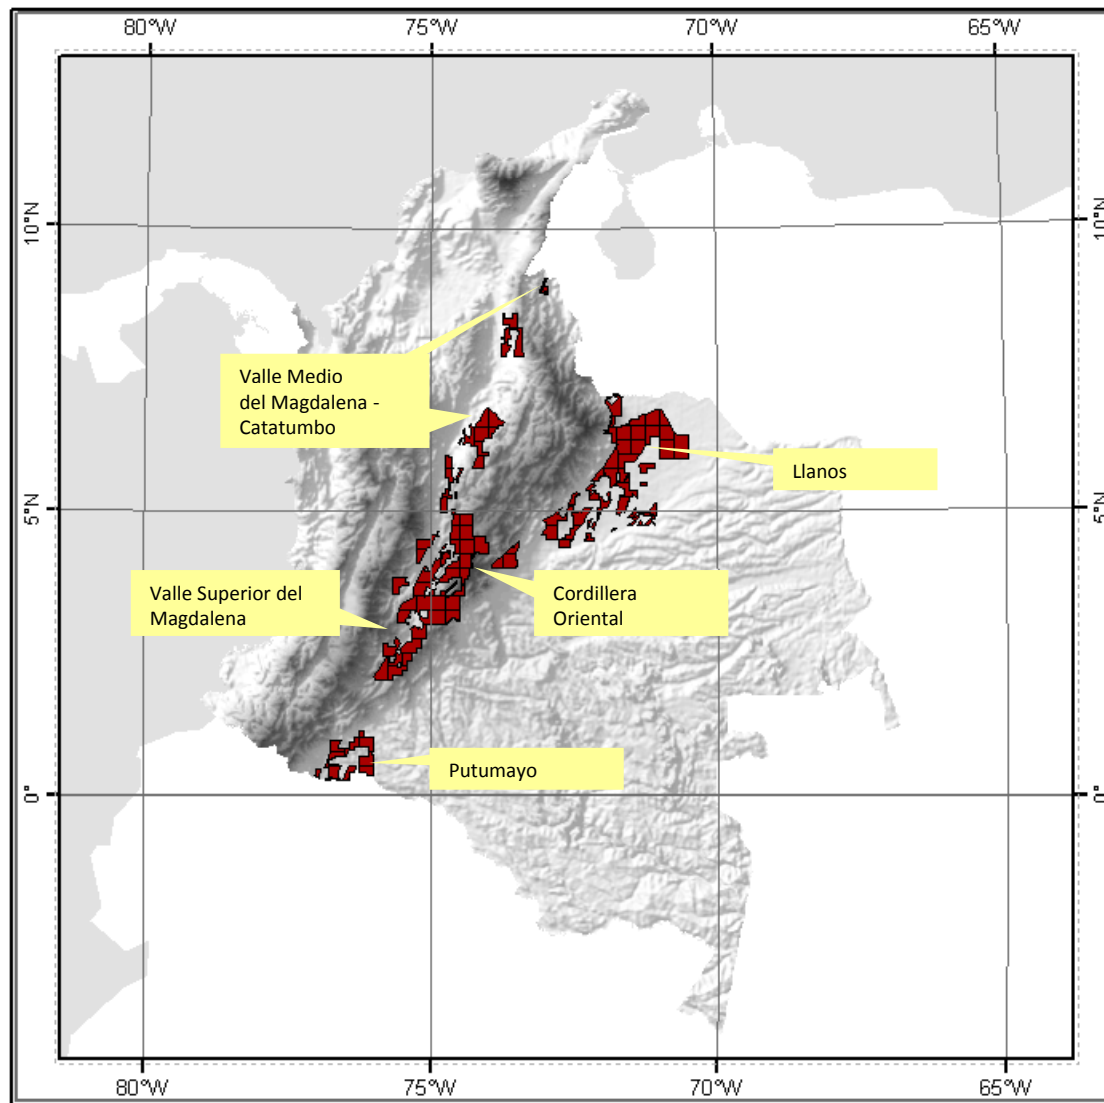 80°W 75°W 70°W 65°W
10°N 10°N
Valle Medio
del Magdalena -
Catatumbo
Llanos
5°N 5°N
Valle Superior del
Magdalena
Cordillera
Oriental
Putumayo
0° 0°
80°W 75°W 70°W 65°W